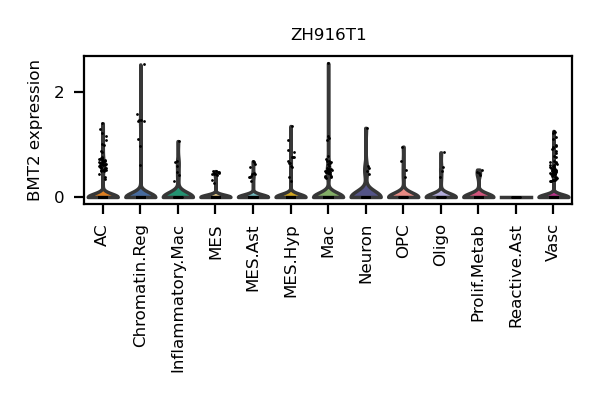 ZH916T1
BMT2 expression
2
0
AC
Chromatin.Reg
Inflammatory.Mac
MES
MES.Ast
MES.Hyp
Mac
Neuron
OPC
Oligo
Prolif.Metab
Reactive.Ast
Vasc